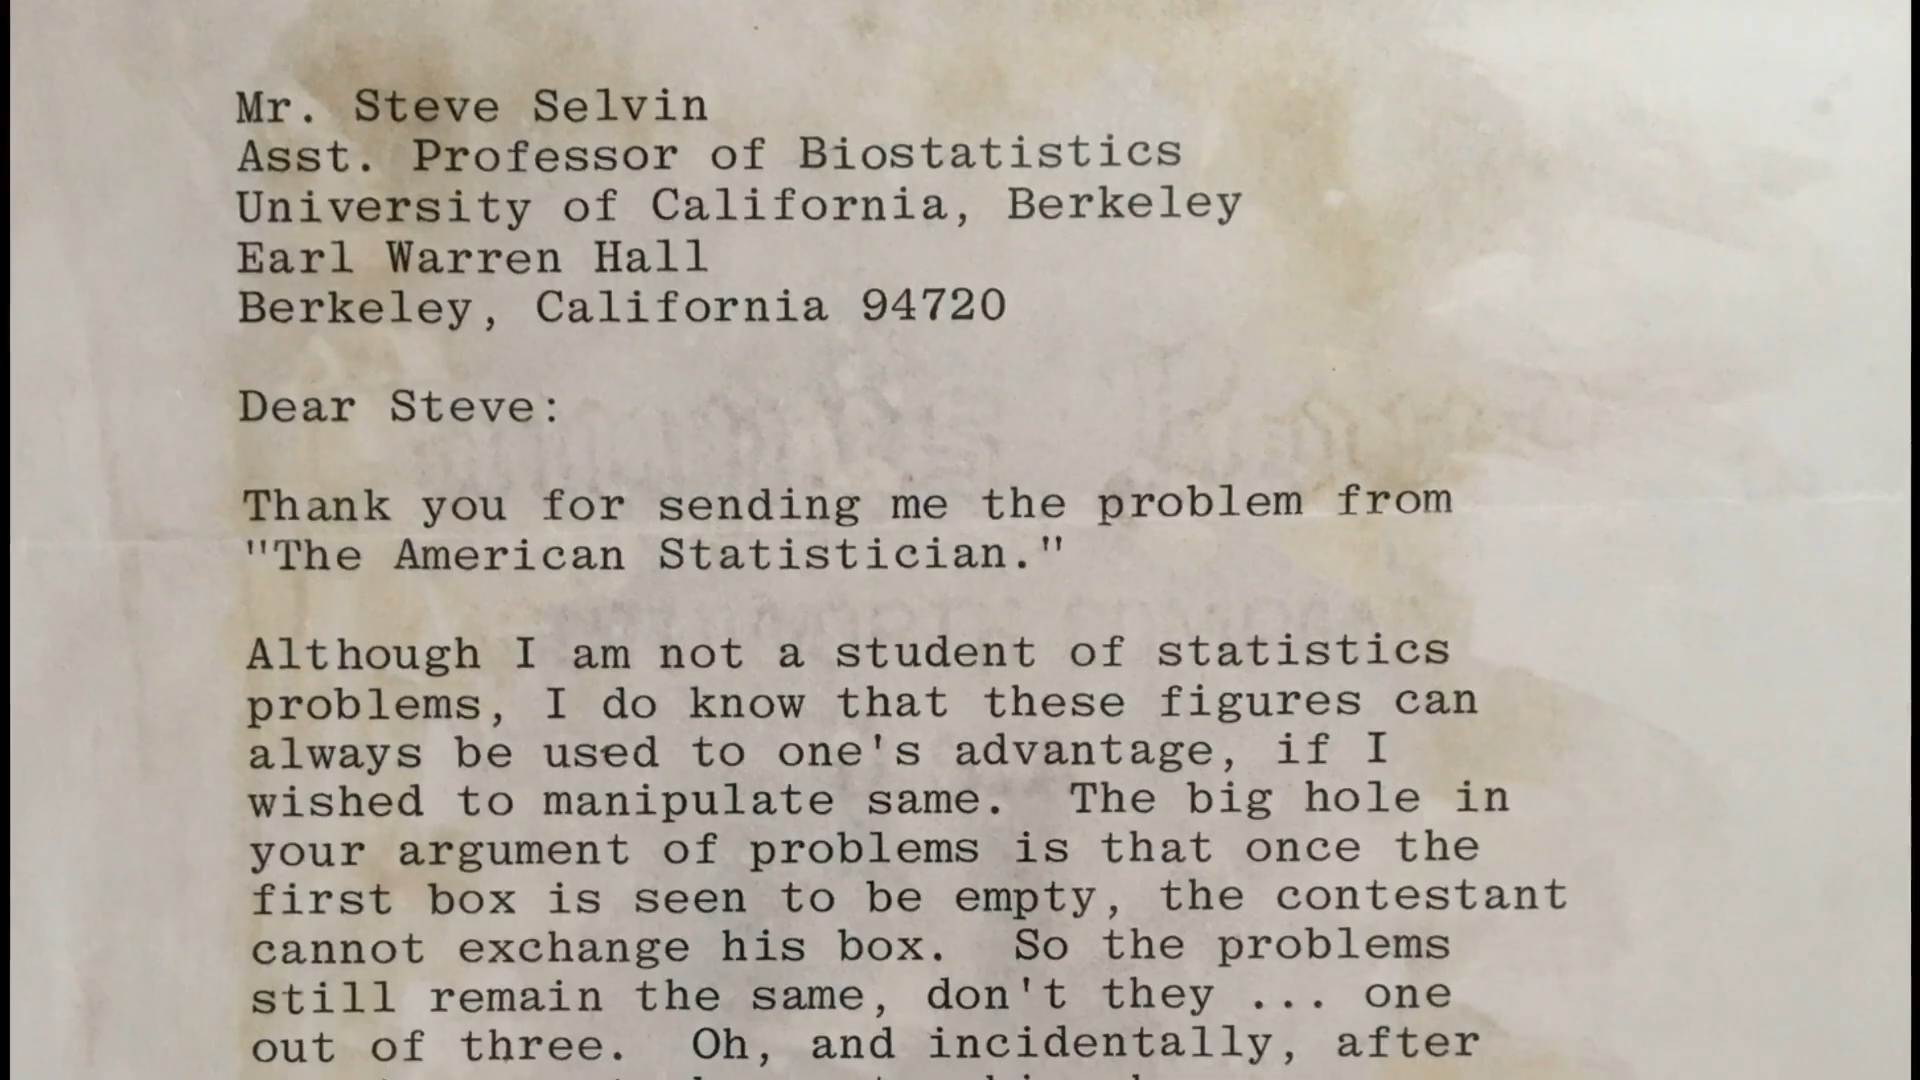 Mr. Steve Selvin
Asst. Professor of Biostatistics
University of California, Berkeley
Earl Warren Hall
Berkeley, California 94720
Dear Steve:
Thank you for sending me the problem from
"The American Statistician."
Although I am not a student of statistics
problems, I do know that these figures can
always be used to one's advantage, if I
wished to manipulate same.  The big hole in
your argument of problems is that once the
first box is seen to be empty, the contestant
cannot exchange his box.  So the problems
still remain the same, don't they ... one
out of three.  Oh, and incidentally, after